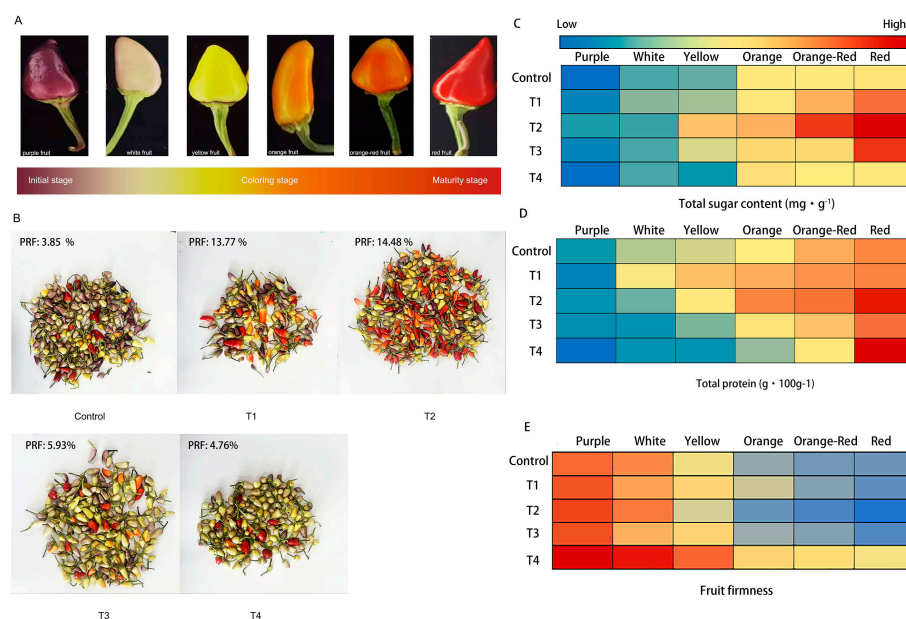 A
purple fruit
white fruit
yellow fruit
orange fruit
orange-red fruit
red fruit
Initial stage
Coloring stage
Maturity stage
B
PRF: 3.85 %
PRF: 13.77 %
PRF: 14.48 %
Control
T1
T2
PRF: 5.93%
PRF: 4.76%
T3
T4
C
Low
High
Purple
White
Yellow
Orange
Orange-Red
Red
Control
T1
T2
T3
T4
Total sugar content (mg · g-1)
D
Purple
White
Yellow
Orange
Orange-Red
Red
Control
T1
T2
T3
T4
Total protein (g · 100g-1)
E
Purple
White
Yellow
Orange
Orange-Red
Red
Control
T1
T2
T3
T4
Fruit firmness